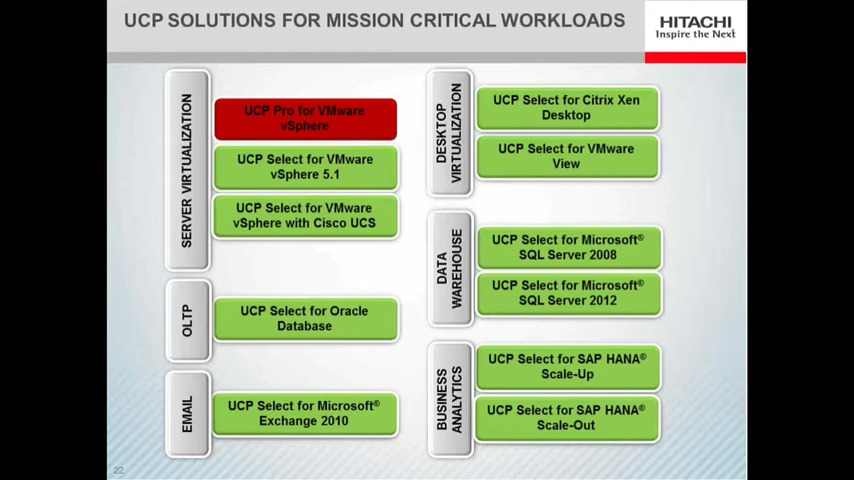 UCP SOLUTIONS FOR MISSION CRITICAL WORKLOADS
HITACHI
Inspire the Next
SERVER VIRTUALIZATION
UCP Pro for VMware
vSphere
UCP Select for VMware
vSphere 5.1
UCP Select for VMware
vSphere with Cisco UCS
OLTP
UCP Select for Oracle
Database
EMAIL
UCP Select for Microsoft®
Exchange 2010
DESKTOP
VIRTUALIZATION
UCP Select for Citrix Xen
Desktop
UCP Select for VMware
View
DATA
WAREHOUSE
UCP Select for Microsoft®
SQL Server 2008
UCP Select for Microsoft®
SQL Server 2012
BUSINESS
ANALYTICS
UCP Select for SAP HANA®
Scale-Up
UCP Select for SAP HANA®
Scale-Out
22